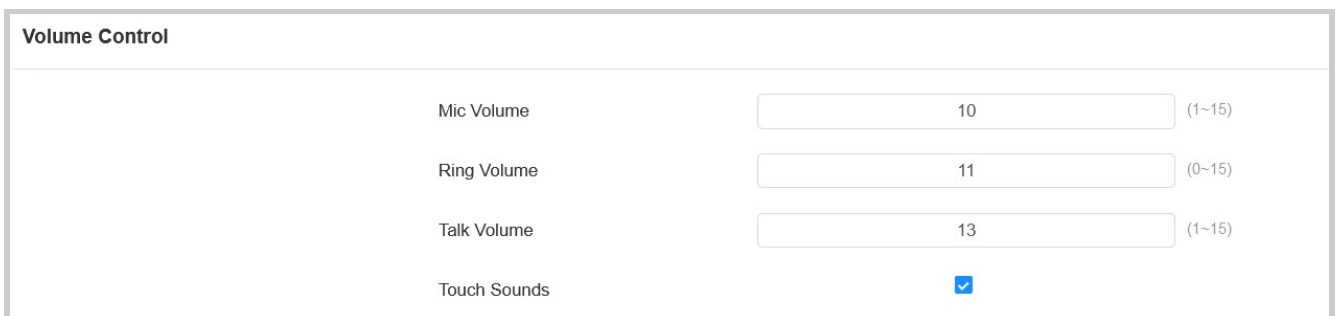 Volume Control
Mic Volume 10 (1~15)
Ring Volume 11 (0~15)
Talk Volume 13 (1~15)
Touch Sounds